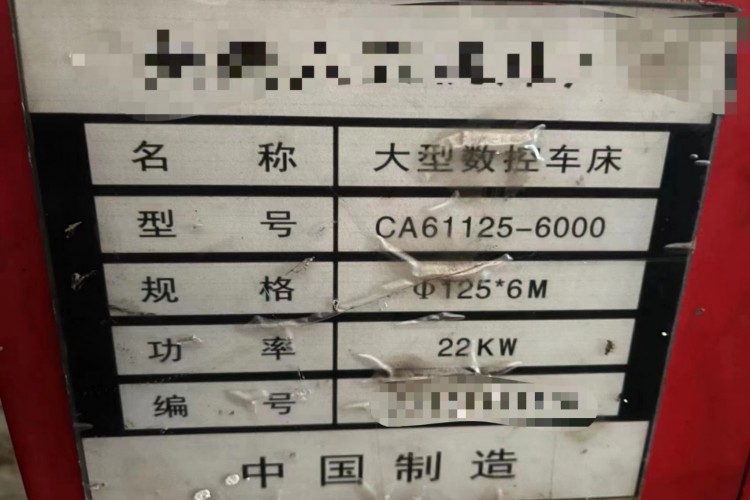 名 称 大型数控车床
型 号 CA61125-6000
规 格 Φ125*6M
功 率 22KW
编 号
中国制造